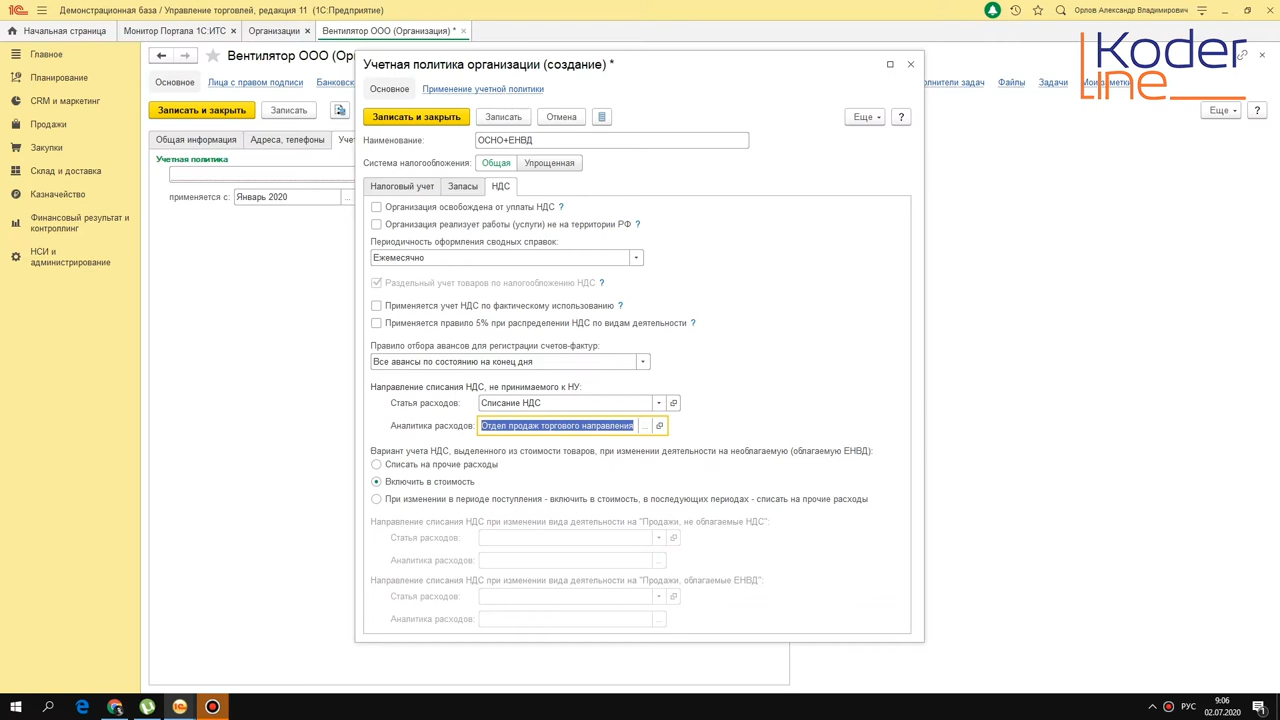 Демонстрационная база / Управление торговлей, редакция 11 (1С:Предприятие)
Орлов Александр Владимирович
Начальная страница
Монитор Портала 1С:ИТС ×
Организации ×
Вентилятор ООО (Организация) * ×
Koder
Line
Главное
Планирование
CRM и маркетинг
Продажи
Закупки
Склад и доставка
Казначейство
Финансовый результат и
контроллинг
НСИ и
администрирование
Вентилятор ООО (Ор
Основное
Лица с правом подписи
Банковск
олнители задач
Файлы
Задачи
Мои заметки
Записать и закрыть
Записать
Еще
?
Общая информация
Адреса, телефоны
Уче
Учетная политика
применяется с:
Январь 2020
...
Учетная политика организации (создание) *
Основное
Применение учетной политики
Записать и закрыть
Записать
Отмена
Еще
?
Наименование:
ОСНО+ЕНВД
Система налогообложения:
Общая
Упрощенная
Налоговый учет
Запасы
НДС
Организация освобождена от уплаты НДС ?
Организация реализует работы (услуги) не на территории РФ ?
Периодичность оформления сводных справок:
Ежемесячно
Раздельный учет товаров по налогообложению НДС ?
Применяется учет НДС по фактическому использованию ?
Применяется правило 5% при распределении НДС по видам деятельности ?
Правило отбора авансов для регистрации счетов-фактур:
Все авансы по состоянию на конец дня
Направление списания НДС, не принимаемого к НУ:
Статья расходов:
Списание НДС
Аналитика расходов:
Отдел продаж торгового направления
...
Вариант учета НДС, выделенного из стоимости товаров, при изменении деятельности на необлагаемую (облагаемую ЕНВД):
Списать на прочие расходы
Включить в стоимость
При изменении в периоде поступления - включить в стоимость, в последующих периодах - списать на прочие расходы
Направление списания НДС при изменении вида деятельности на "Продажи, не облагаемые НДС":
Статья расходов:
Аналитика расходов:
...
Направление списания НДС при изменении вида деятельности на "Продажи, облагаемые ЕНВД":
Статья расходов:
Аналитика расходов:
...
РУС
9:06
02.07.2020
1